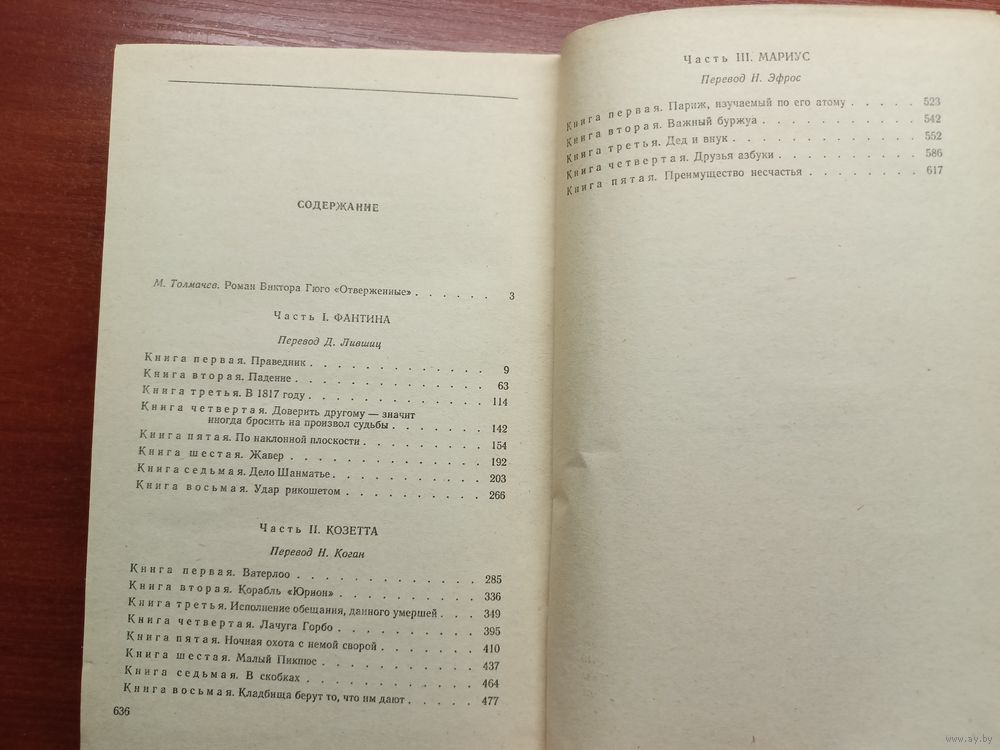 СОДЕРЖАНИЕ
М. Толмачев. Роман Виктора Гюго «Отверженные» . . . . . . 3
Часть I. ФАНТИНА
Перевод Д. Лившиц
Книга первая. Праведник . . . . . . . . . . . . . 9
Книга вторая. Падение . . . . . . . . . . . . . . 63
Книга третья. В 1817 году . . . . . . . . . . . . . 114
Книга четвертая. Доверить другому — значит
иногда бросить на произвол судьбы . . . . . . . 142
Книга пятая. По наклонной плоскости . . . . . . . . . 154
Книга шестая. Жавер . . . . . . . . . . . . . . 192
Книга седьмая. Дело Шанматье . . . . . . . . . . . 203
Книга восьмая. Удар рикошетом . . . . . . . . . . 266
Часть II. КОЗЕТТА
Перевод Н. Коган
Книга первая. Ватерлоо . . . . . . . . . . . . . 285
Книга вторая. Корабль «Юрион» . . . . . . . . . . 336
Книга третья. Исполнение обещания, данного умершей . . . 349
Книга четвертая. Лачуга Горбо . . . . . . . . . . 395
Книга пятая. Ночная охота с немой сворой . . . . . . . 410
Книга шестая. Малый Пикпюс . . . . . . . . . . . 437
Книга седьмая. В скобках . . . . . . . . . . . . 464
Книга восьмая. Кладбища берут то, что им дают . . . . . 477
636
Часть III. МАРИУС
Перевод Н. Эфрос
Книга первая. Париж, изучаемый по его атому . . . . . 523
Книга вторая. Важный буржуа . . . . . . . . . . 542
Книга третья. Дед и внук . . . . . . . . . . . . 552
Книга четвертая. Друзья азбуки . . . . . . . . . 586
Книга пятая. Преимущество несчастья . . . . . . . . 617
www.ay.by